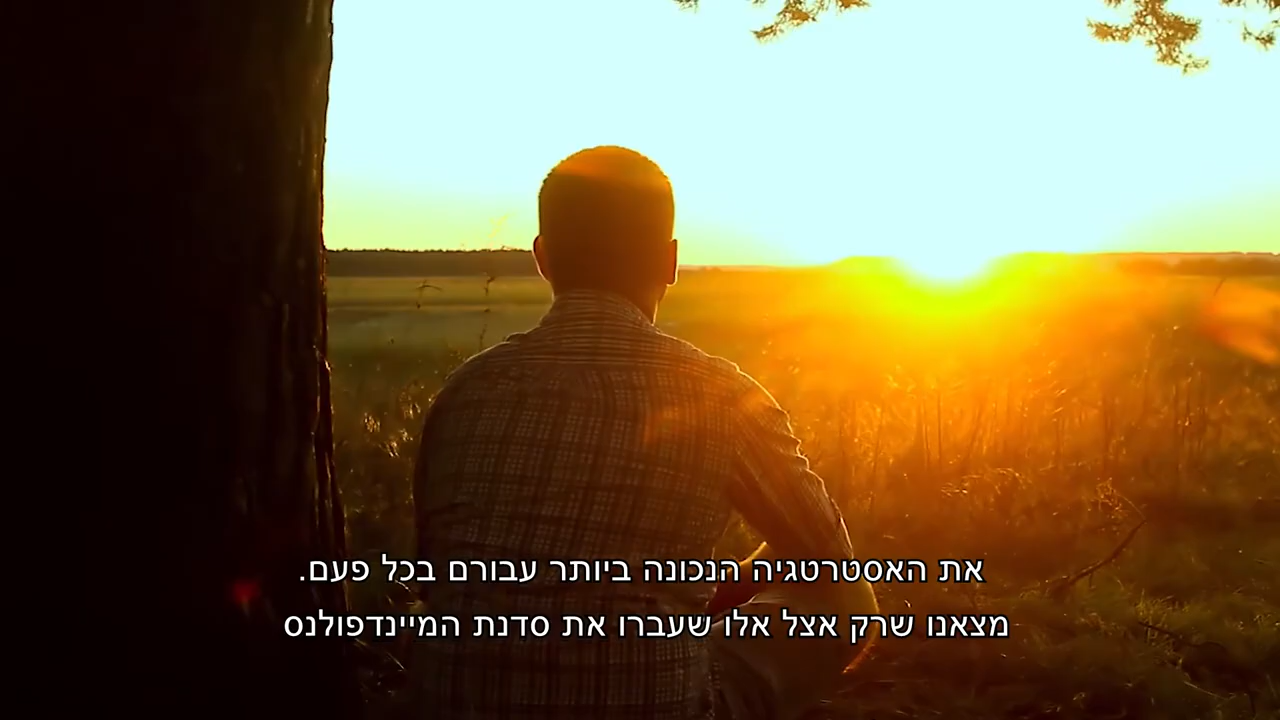 את האסטרטגיה הנכונה ביותר עבורם בכל פעם.
מצאנו שרק אצל אלו שעברו את סדנת המיינדפולנס